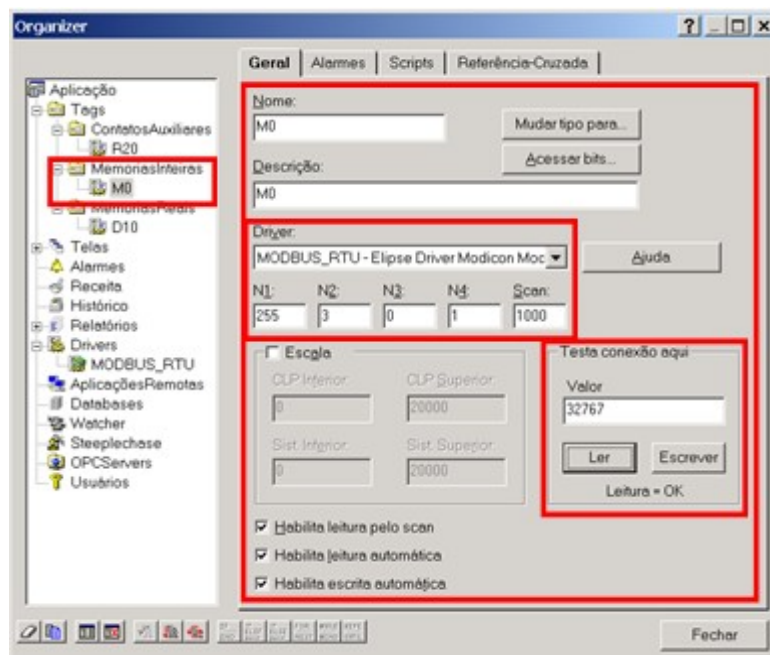 Organizer
Aplicação
Tags
ContatosAuxiliares
R20
MemoriasInteiras
M0
MemoriasReais
D10
Telas
Alarmes
Receita
Histórico
Relatórios
Drivers
MODBUS_RTU
AplicaçõesRemotas
Databases
Watcher
Steeplechase
OPCServers
Usuários
Geral Alarmes Scripts Referência-Cruzada
Nome:
M0
Mudar tipo para...
Acessar bits...
Descrição:
M0
Driver:
MODBUS_RTU - Elipse Driver Modicon Moc
Ajuda
N1: N2: N3: N4: Scan:
255 3 0 1 1000
Escala
CLP Inferior: CLP Superior:
0 20000
Sist. Inferior: Sist. Superior:
0 20000
Testa conexão aqui
Valor
32767
Ler Escrever
Leitura = OK
Habilita leitura pelo scan
Habilita leitura automática
Habilita escrita automática
Fechar